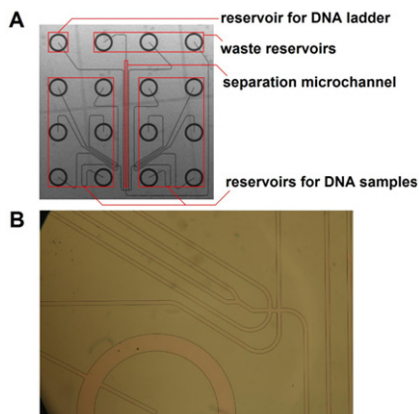 A
reservoir for DNA ladder
waste reservoirs
separation microchannel
reservoirs for DNA samples
B